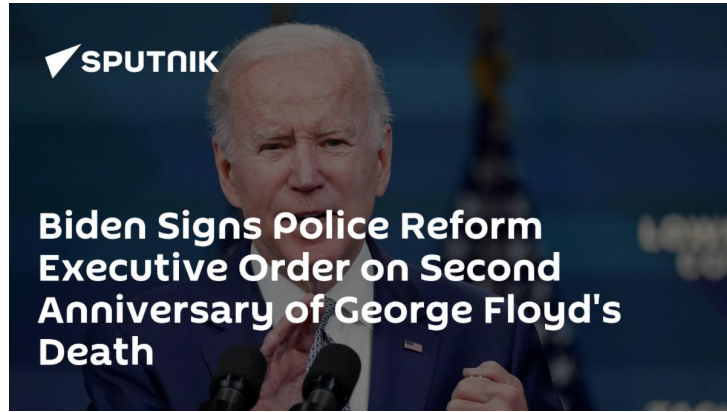 SPUTNIK
Biden Signs Police Reform
Executive Order on Second
Anniversary of George Floyd's
Death